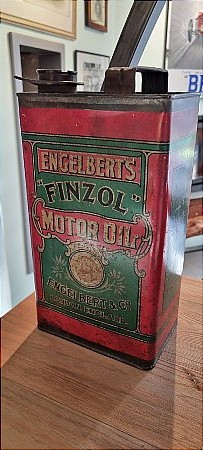 ENGELBERTS
"FINZOL"
MOTOR OIL
ENGELBERT & Co
LONDON ENGLAND